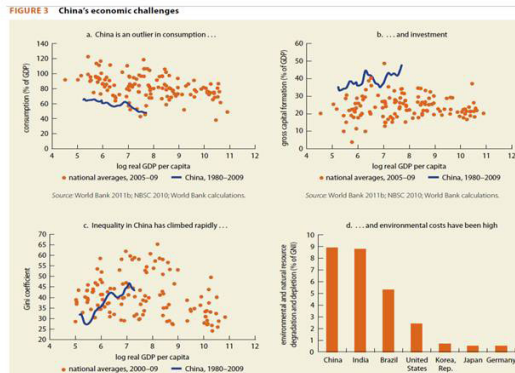 FIGURE 3 China's economic challenges
a. China is an outlier in consumption . . .
consumption (% of GDP)
140
120
100
80
60
40
20
0
4 5 6 7 8 9 10 11 12
log real GDP per capita
national averages, 2005–09 China, 1980–2009
Source: World Bank 2011b; NBSC 2010; World Bank calculations.
b. . . . and investment
gross capital formation (% of GDP)
60
50
40
30
20
10
0
4 5 6 7 8 9 10 11 12
log real GDP per capita
national averages, 2005–09 China, 1980–2009
Source: World Bank 2011b; NBSC 2010; World Bank calculations.
c. Inequality in China has climbed rapidly . . .
Gini coefficient
70
65
60
55
50
45
40
35
30
25
20
4 5 6 7 8 9 10 11 12
log real GDP per capita
national averages, 2000–09 China, 1980–2009
d. . . . and environmental costs have been high
environmental and natural resource
degradation and depletion (% of GNI)
10
9
8
7
6
5
4
3
2
1
0
China India Brazil United States Korea, Rep. Japan Germany